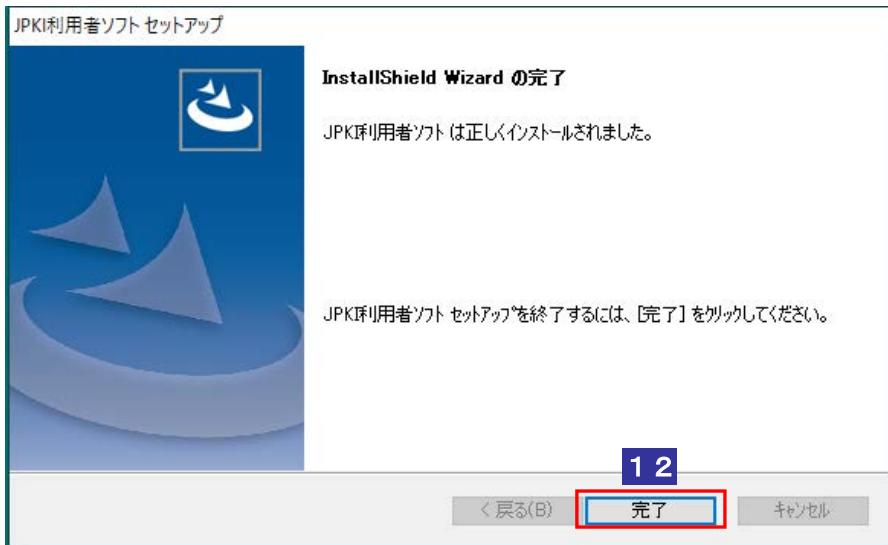 JPKI利用者ソフト セットアップ
InstallShield Wizard の完了
JPKI利用者ソフト は正しくインストールされました。
JPKI利用者ソフト セットアップを終了するには、[完了] をクリックしてください。
１２
< 戻る(B) 完了 キャンセル